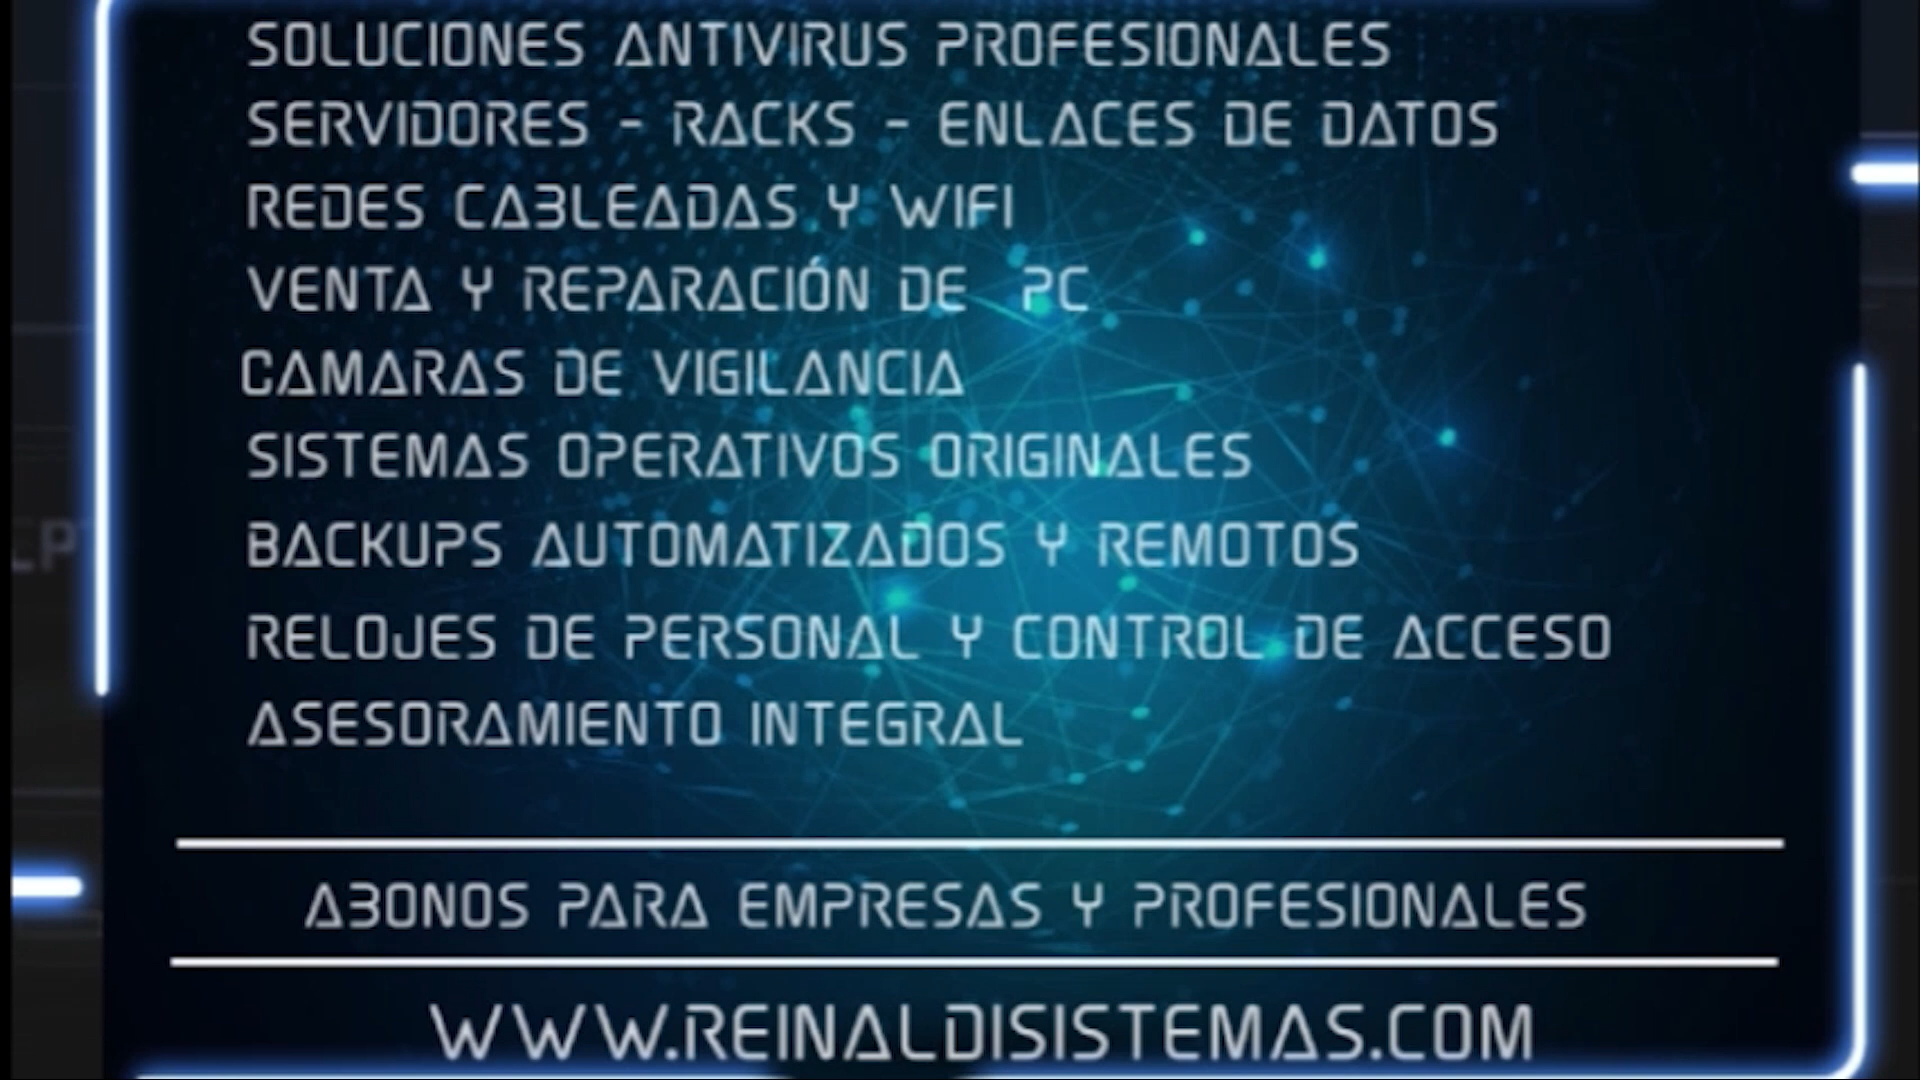 SOLUCIONES ANTIVIRUS PROFESIONALES
SERVIDORES - RACKS - ENLACES DE DATOS
REDES CABLEADAS Y WIFI
VENTA Y REPARACIÓN DE PC
CAMARAS DE VIGILANCIA
SISTEMAS OPERATIVOS ORIGINALES
BACKUPS AUTOMATIZADOS Y REMOTOS
RELOJES DE PERSONAL Y CONTROL DE ACCESO
ASESORAMIENTO INTEGRAL
ABONOS PARA EMPRESAS Y PROFESIONALES
WWW.REINALDISISTEMAS.COM